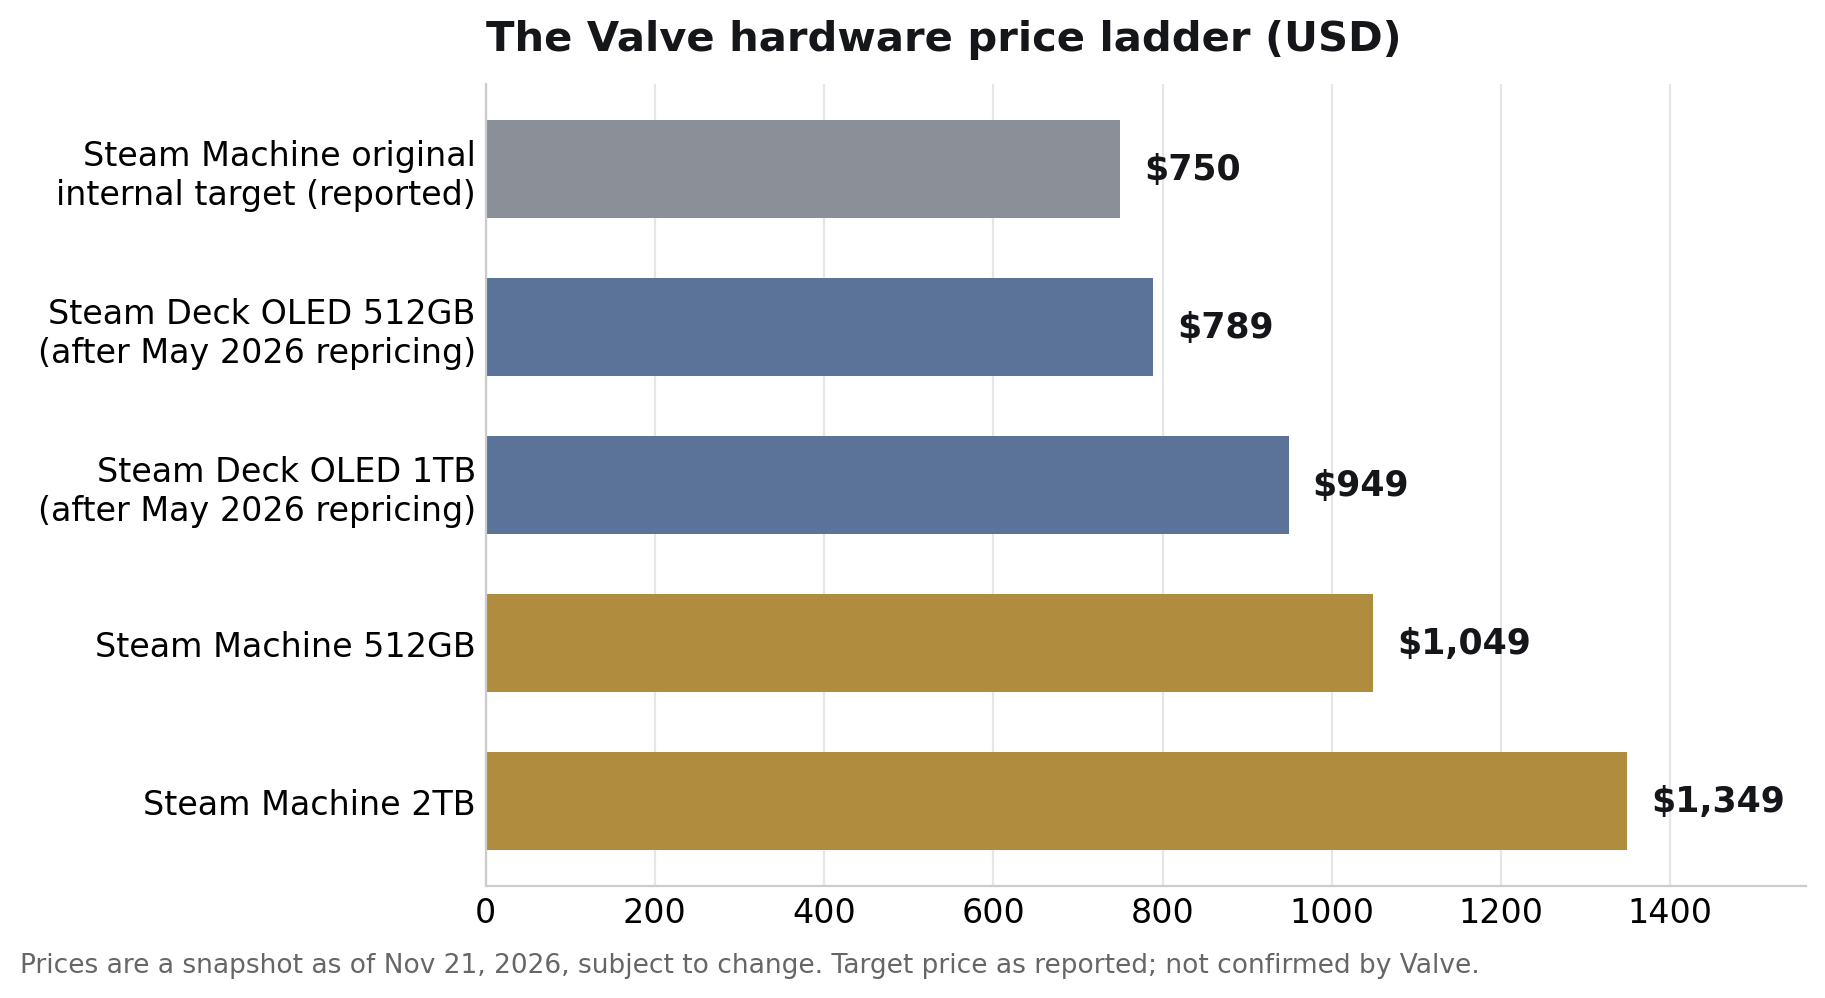 The Valve hardware price ladder (USD)
Steam Machine original
internal target (reported)
$750
Steam Deck OLED 512GB
(after May 2026 repricing)
$789
Steam Deck OLED 1TB
(after May 2026 repricing)
$949
Steam Machine 512GB
$1,049
Steam Machine 2TB
$1,349
0 200 400 600 800 1000 1200 1400
Prices are a snapshot as of Nov 21, 2026, subject to change. Target price as reported; not confirmed by Valve.